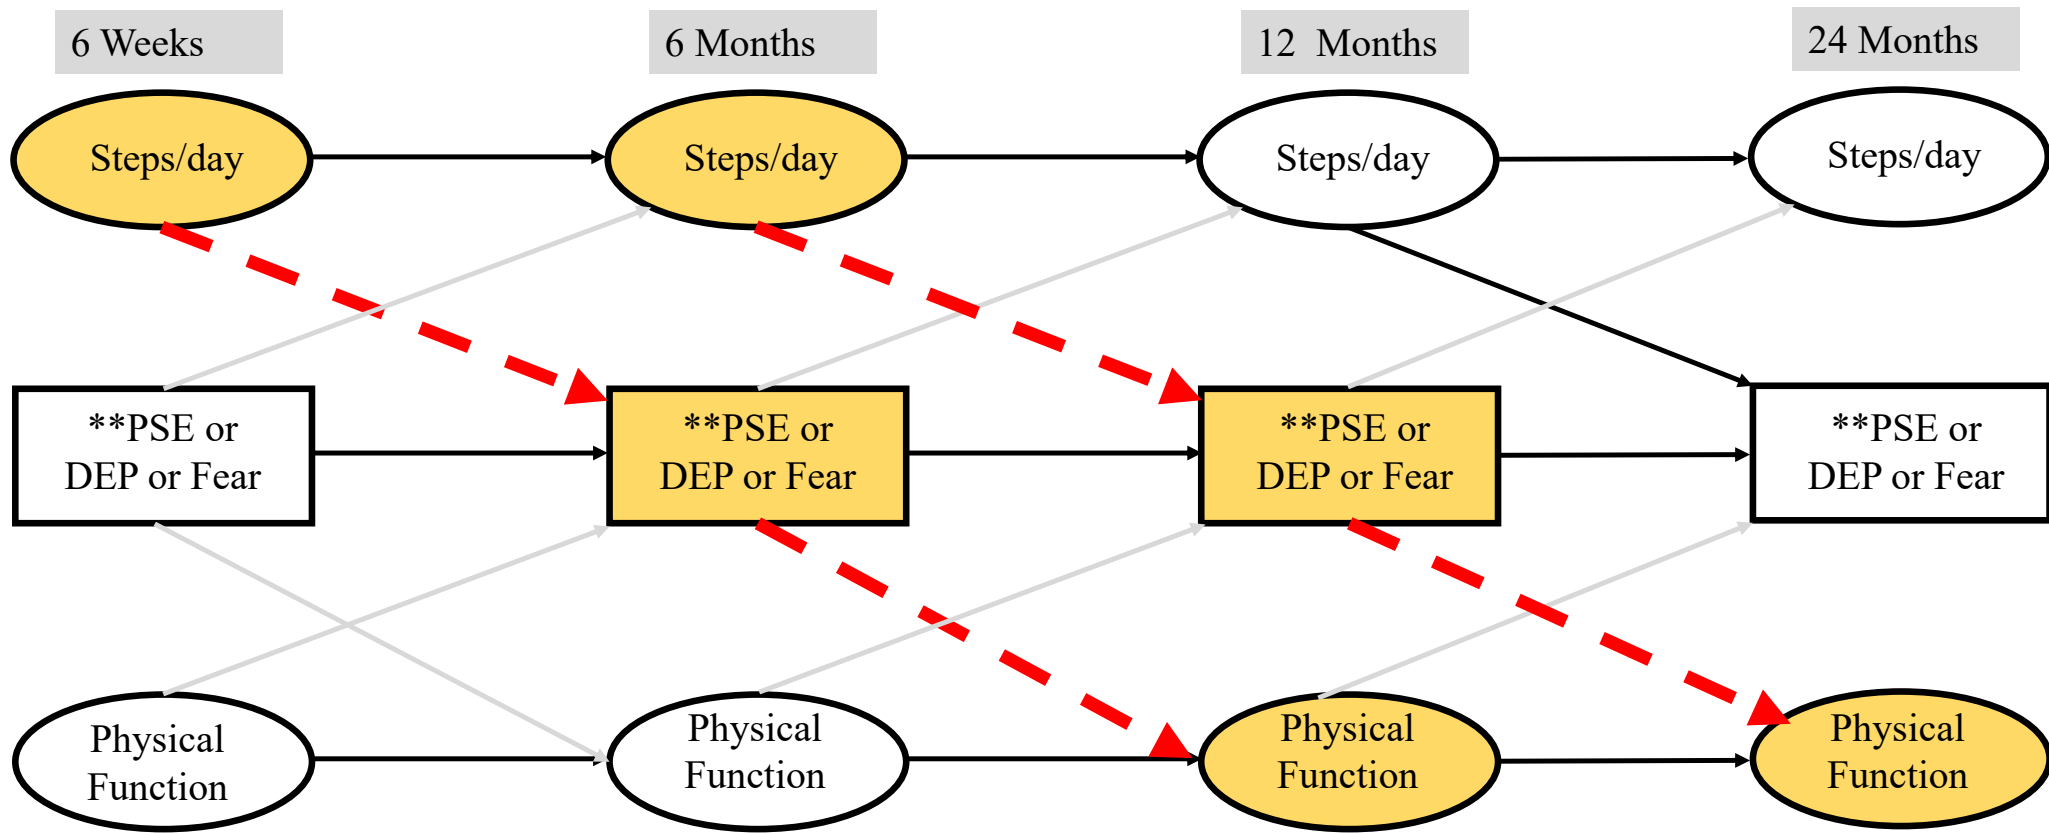 6 Weeks
6 Months
12 Months
24 Months
Steps/day
Steps/day
Steps/day
Steps/day
**PSE or
DEP or Fear
**PSE or
DEP or Fear
**PSE or
DEP or Fear
**PSE or
DEP or Fear
Physical
Function
Physical
Function
Physical
Function
Physical
Function